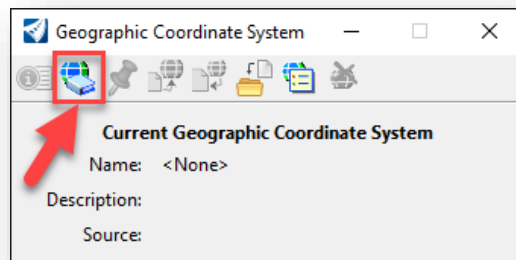 Geographic Coordinate System
Current Geographic Coordinate System
Name: <None>
Description:
Source: